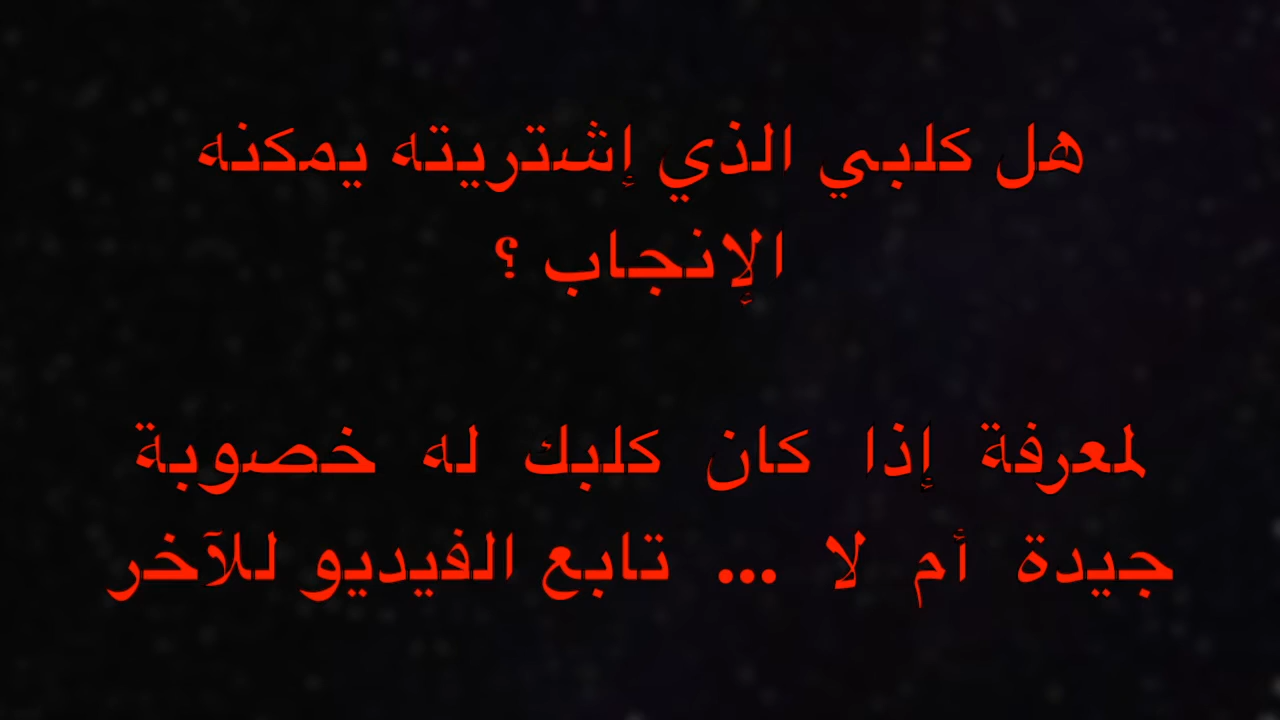 هل كلبي الذي إشتريته يمكنه
الإنجاب ؟
لمعرفة إذا كان كلبك له خصوبة
جيدة أم لا ... تابع الفيديو للآخر